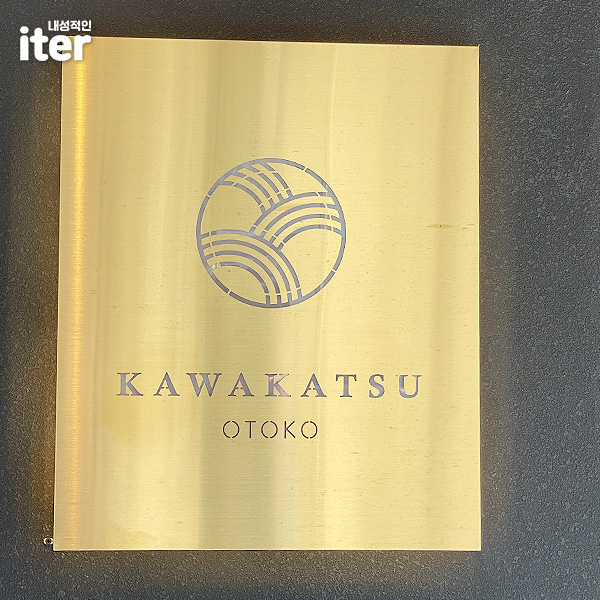 내성적인
iter
KAWAKATSU
OTOKO